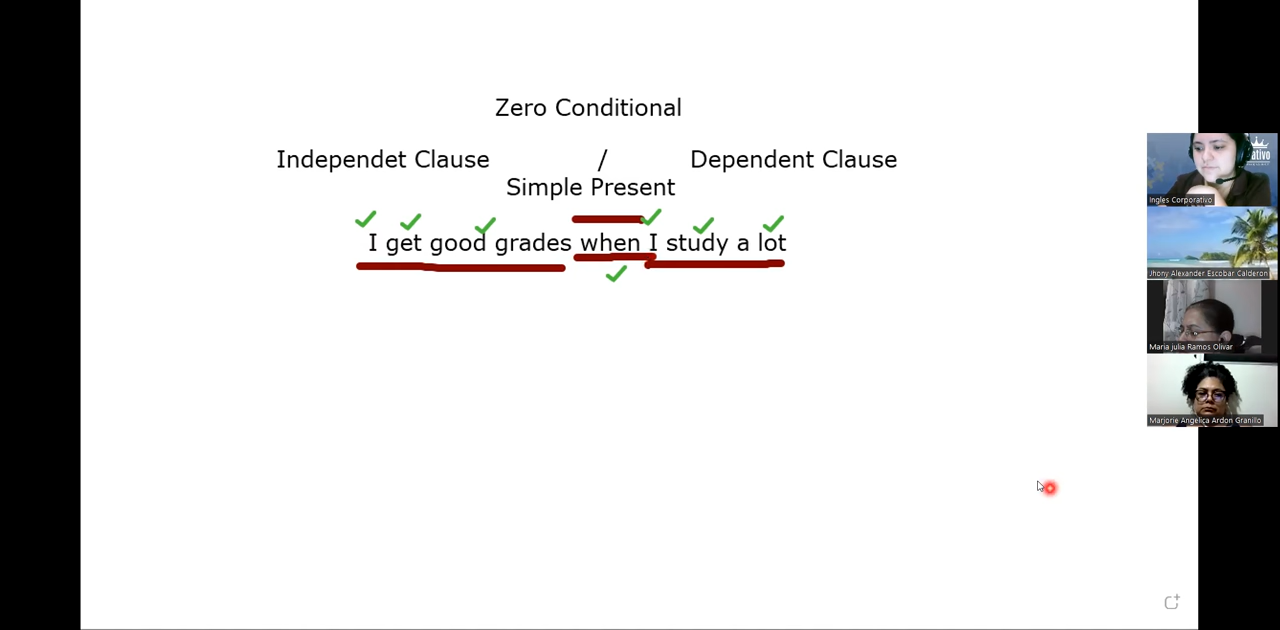 Zero Conditional
Independet Clause / Dependent Clause
Simple Present
I get good grades when I study a lot
ativo
Ingles Corporativo
Jhony Alexander Escobar Calderon
Maria julia Ramos Olivar
Marjorie Angelica Ardon Granillo